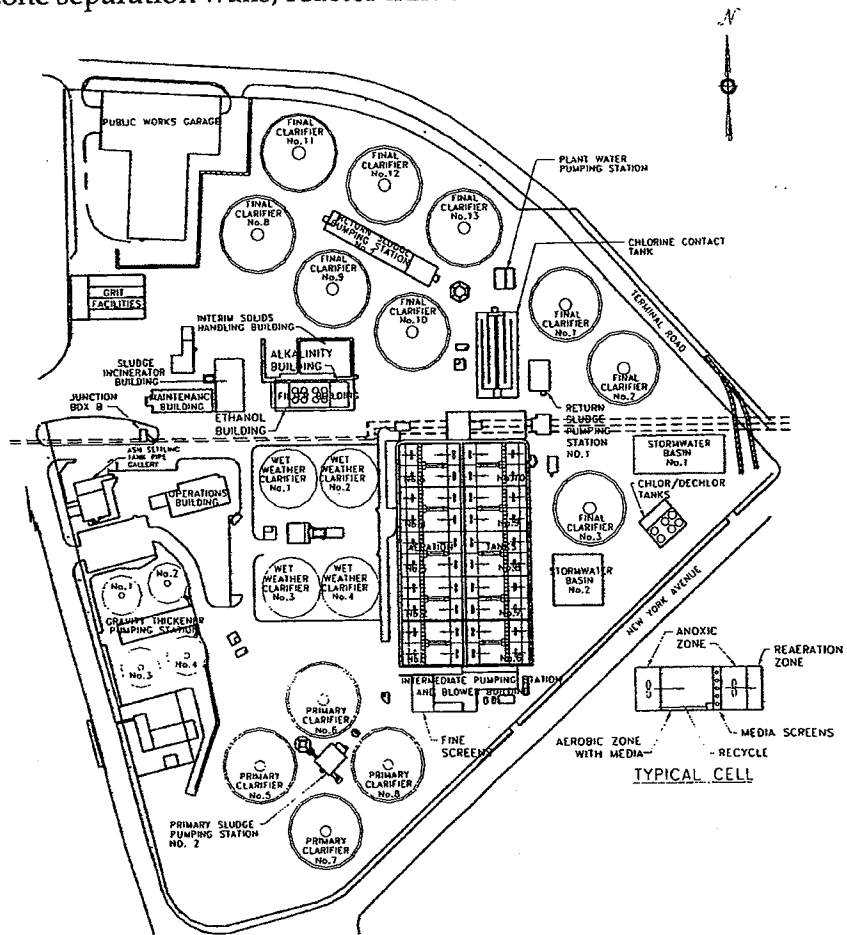 one separation walls,
N
PUBLIC WORKS GARAGE
FINAL
CLARIFIER
No.11
FINAL
CLARIFIER
No.12
FINAL
CLARIFIER
No.13
PLANT WATER
PUMPING STATION
FINAL
CLARIFIER
No.8
RETURN SLUDGE
PUMPING STATION
CHLORINE CONTACT
TANK
FINAL
CLARIFIER
No.9
GRIT
FACILITIES
FINAL
CLARIFIER
No.10
FINAL
CLARIFIER
No.1
TERMINAL ROAD
INTERIM SOLIDS
HANDLING BUILDING
ALKALINITY
BUILDING
SLUDGE
INCINERATOR
BUILDING
FINAL
CLARIFIER
No.2
JUNCTION
BOX 8
MAINTENANCE
BUILDING
ETHANOL
BUILDING
RETURN
SLUDGE
PUMPING
STATION
NO.1
ASH SETTLING
TANK PIPE
GALLERY
STORMWATER
BASIN
No.1
WET
WEATHER
CLARIFIER
No.1
WET
WEATHER
CLARIFIER
No.2
OPERATIONS
BUILDING
CHLOR/DECHLOR
TANKS
FINAL
CLARIFIER
No.3
AERATION TANKS
WET
WEATHER
CLARIFIER
No.3
WET
WEATHER
CLARIFIER
No.4
STORMWATER
BASIN
No.2
No.1
No.2
GRAVITY THICKENER
PUMPING STATION
No.3
No.4
NEW YORK AVENUE
ANOXIC
ZONE
REAERATION
ZONE
INTERMEDIATE PUMPING STATION
AND BLOWER BUILDING
PRIMARY
CLARIFIER
No.6
FINE
SCREENS
AEROBIC ZONE
WITH MEDIA
MEDIA SCREENS
RECYCLE
TYPICAL CELL
PRIMARY
CLARIFIER
No.5
PRIMARY
CLARIFIER
No.8
PRIMARY SLUDGE
PUMPING STATION
NO. 2
PRIMARY
CLARIFIER
No.7